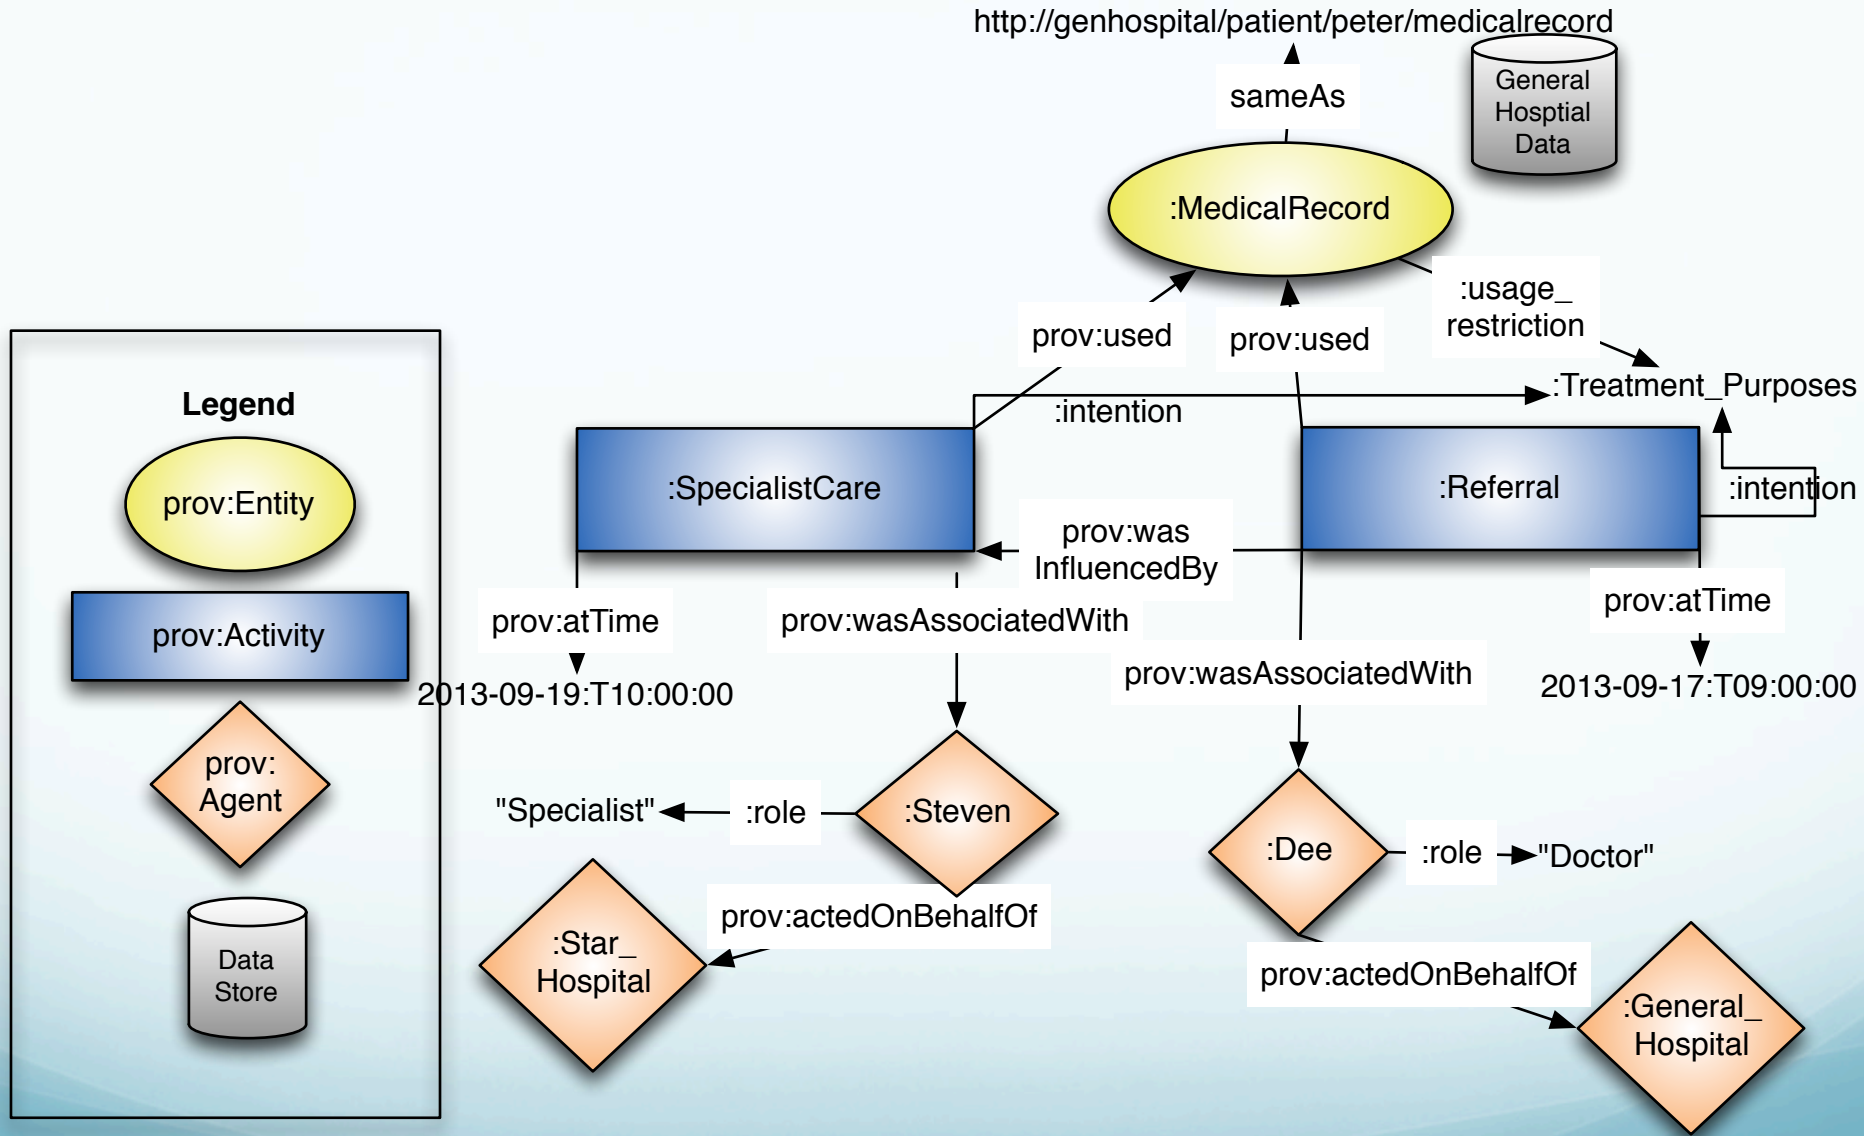 http://genhospital/patient/peter/medicalrecord
sameAs
General
Hosptial
Data
:MedicalRecord
:usage_
restriction
prov:used
prov:used
:Treatment_Purposes
:intention
Legend
prov:Entity
prov:Activity
prov:
Agent
Data
Store
:SpecialistCare
:Referral
:intention
prov:was
InfluencedBy
prov:atTime
prov:wasAssociatedWith
prov:atTime
2013-09-19:T10:00:00
prov:wasAssociatedWith
2013-09-17:T09:00:00
"Specialist"
:role
:Steven
:Dee
:role
"Doctor"
prov:actedOnBehalfOf
:Star_
Hospital
prov:actedOnBehalfOf
:General_
Hospital